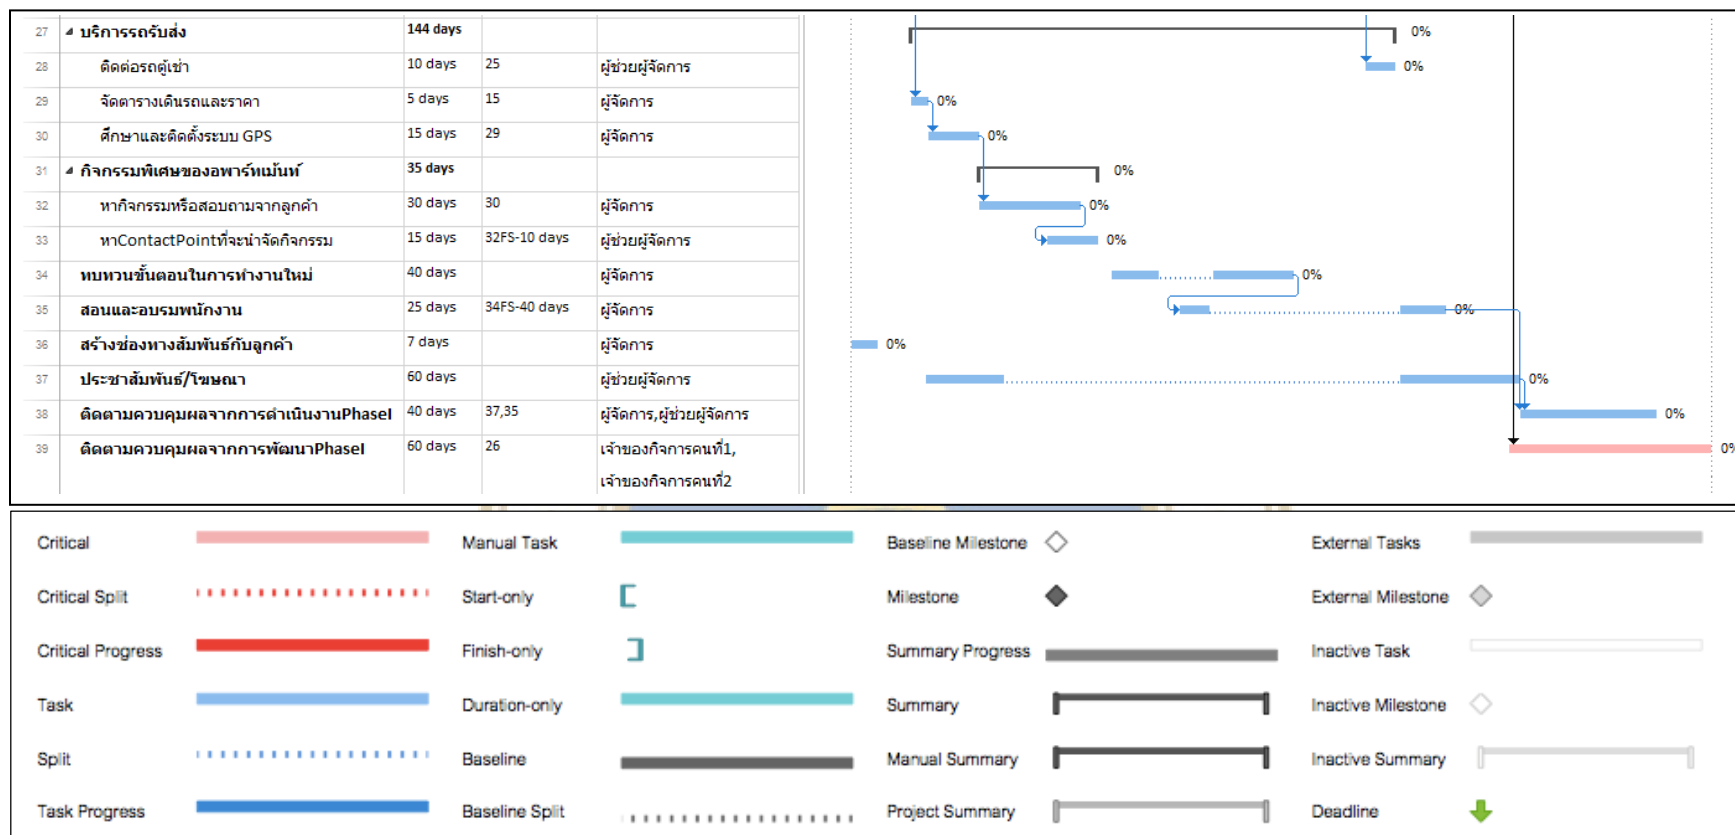 27 บริการรถรับส่ง 144 days 0%
28 ติดต่อรถตู้เช่า 10 days 25 ผู้ช่วยผู้จัดการ 0%
29 จัดตารางเดินรถและราคา 5 days 15 ผู้จัดการ 0%
30 ศึกษาและติดตั้งระบบ GPS 15 days 29 ผู้จัดการ 0%
31 กิจกรรมพิเศษของอพาร์ทเม้นท์ 35 days 0%
32 หากิจกรรมหรือสอบถามจากลูกค้า 30 days 30 ผู้จัดการ 0%
33 หาContactPointที่จะนำจัดกิจกรรม 15 days 32FS-10 days ผู้ช่วยผู้จัดการ 0%
34 ทบทวนขั้นตอนในการทำงานใหม่ 40 days ผู้จัดการ 0%
35 สอนและอบรมพนักงาน 25 days 34FS-40 days ผู้จัดการ 0%
36 สร้างช่องทางสัมพันธ์กับลูกค้า 7 days ผู้จัดการ 0%
37 ประชาสัมพันธ์/โฆษณา 60 days ผู้ช่วยผู้จัดการ 0%
38 ติดตามควบคุมผลจากการดำเนินงานPhaseI 40 days 37,35 ผู้จัดการ,ผู้ช่วยผู้จัดการ 0%
39 ติดตามควบคุมผลจากการพัฒนาPhaseI 60 days 26 เจ้าของกิจการคนที่1, 0%
เจ้าของกิจการคนที่2
Critical Manual Task Baseline Milestone External Tasks
Critical Split Start-only Milestone External Milestone
Critical Progress Finish-only Summary Progress Inactive Task
Task Duration-only Summary Inactive Milestone
Split Baseline Manual Summary Inactive Summary
Task Progress Baseline Split Project Summary Deadline